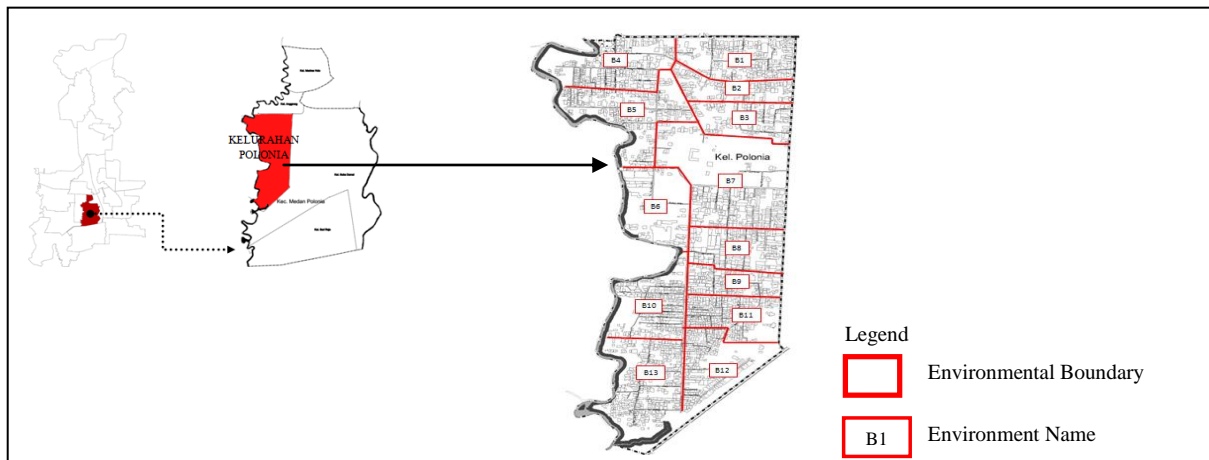 KELURAHAN
POLONIA
Kec. Medan Polonia
B4
B1
B2
B5
B3
Kel. Polonia
B7
B6
B8
B9
B10
B11
B13
B12
Legend
Environmental Boundary
B1 Environment Name